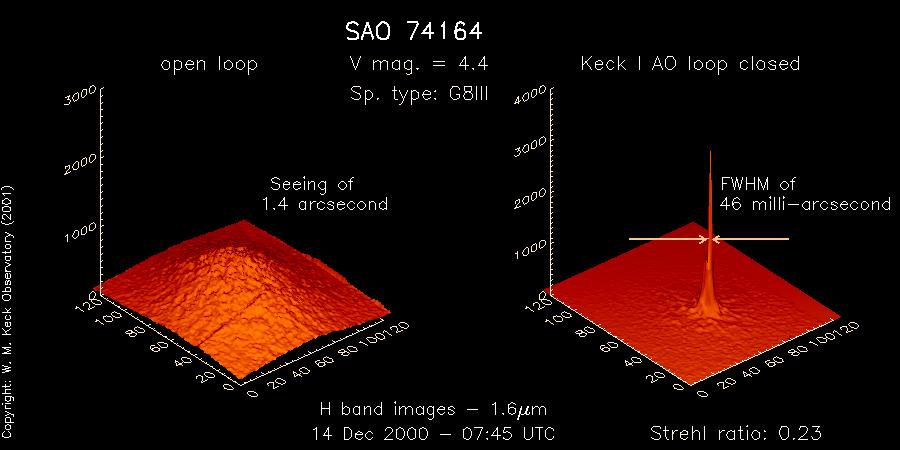 SAO 74164
open loop
V mag. = 4.4
Keck I AO loop closed
Sp. type: G8III
3000
2000
1000
0
120
100
80
60
40
20
0
0
20
40
60
80
100
120
Seeing of
1.4 arcsecond
4000
3000
2000
1000
0
120
100
80
60
40
20
0
0
20
40
60
80
100
120
FWHM of
46 milli-arcsecond
H band images - 1.6μm
14 Dec 2000 - 07:45 UTC
Strehl ratio: 0.23
Copyright: W. M. Keck Observatory (2001)